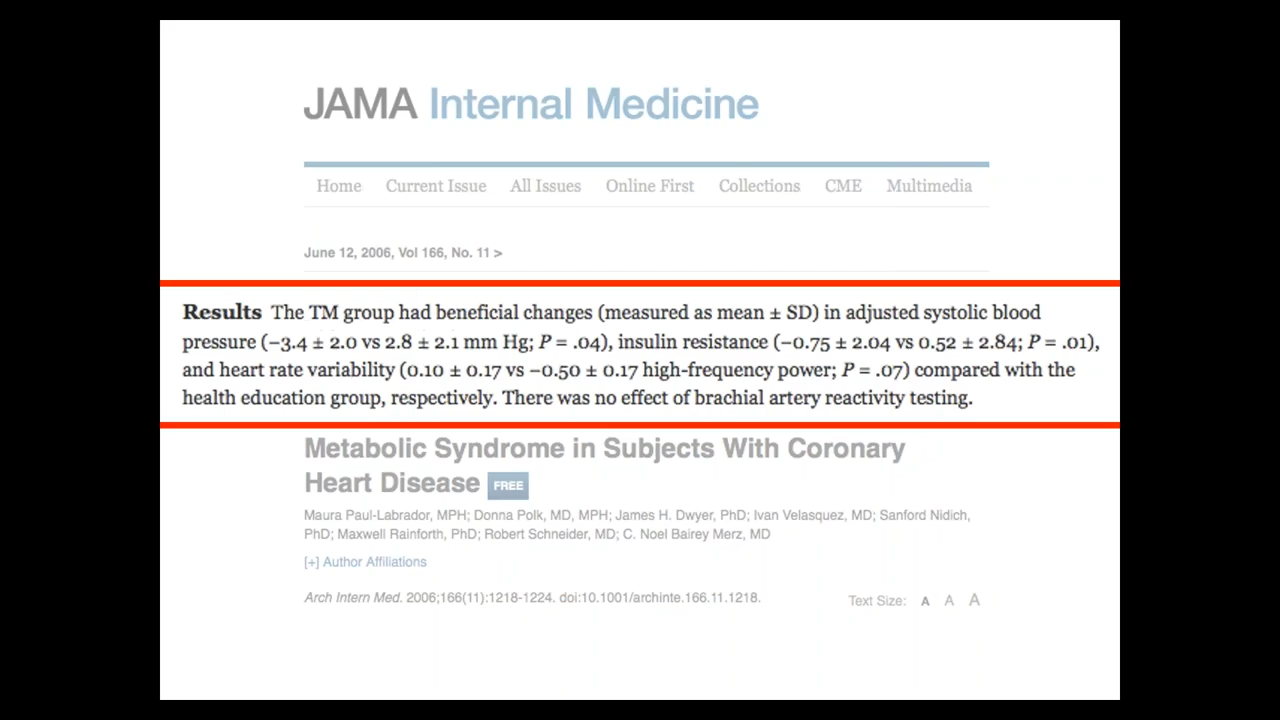 JAMA Internal Medicine
Home Current Issue All Issues Online First Collections CME Multimedia
June 12, 2006, Vol 166, No. 11 >
Results The TM group had beneficial changes (measured as mean ± SD) in adjusted systolic blood
pressure (−3.4 ± 2.0 vs 2.8 ± 2.1 mm Hg; P = .04), insulin resistance (−0.75 ± 2.04 vs 0.52 ± 2.84; P = .01),
and heart rate variability (0.10 ± 0.17 vs −0.50 ± 0.17 high-frequency power; P = .07) compared with the
health education group, respectively. There was no effect of brachial artery reactivity testing.
Metabolic Syndrome in Subjects With Coronary
Heart Disease FREE
Maura Paul-Labrador, MPH; Donna Polk, MD, MPH; James H. Dwyer, PhD; Ivan Velasquez, MD; Sanford Nidich,
PhD; Maxwell Rainforth, PhD; Robert Schneider, MD; C. Noel Bairey Merz, MD
[+] Author Affiliations
Arch Intern Med. 2006;166(11):1218-1224. doi:10.1001/archinte.166.11.1218.
Text Size: A A A